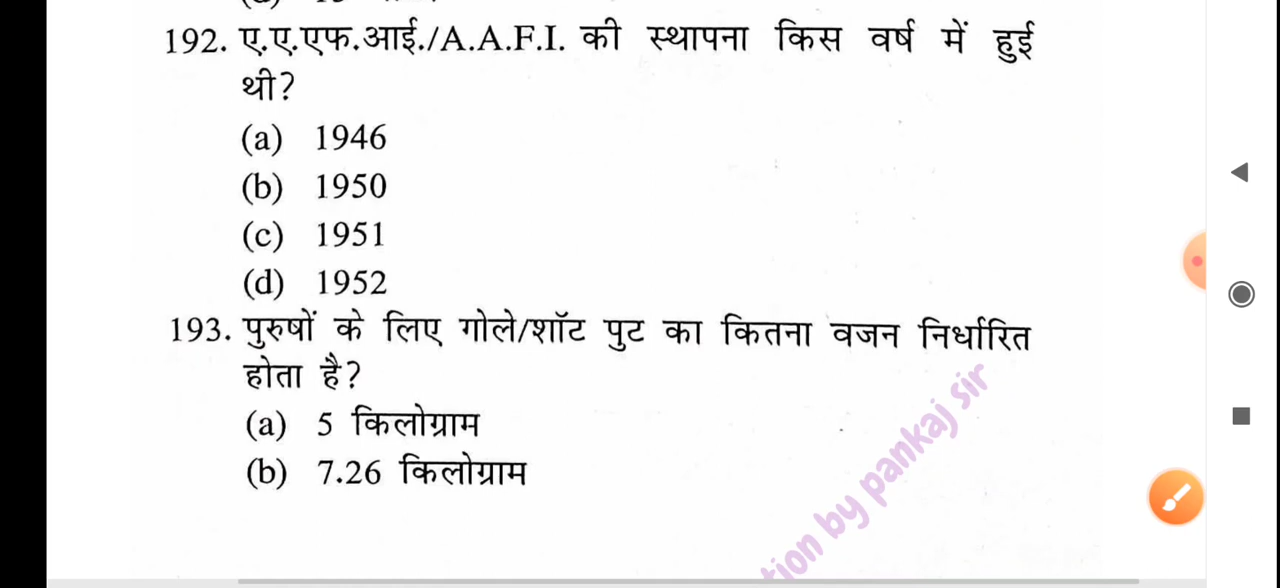 192. ए.ए.एफ.आई./A.A.F.I. की स्थापना किस वर्ष में हुई
थी?
(a) 1946
(b) 1950
(c) 1951
(d) 1952
193. पुरुषों के लिए गोले/शॉट पुट का कितना वजन निर्धारित
होता है?
(a) 5 किलोग्राम
(b) 7.26 किलोग्राम
by pankaj sir